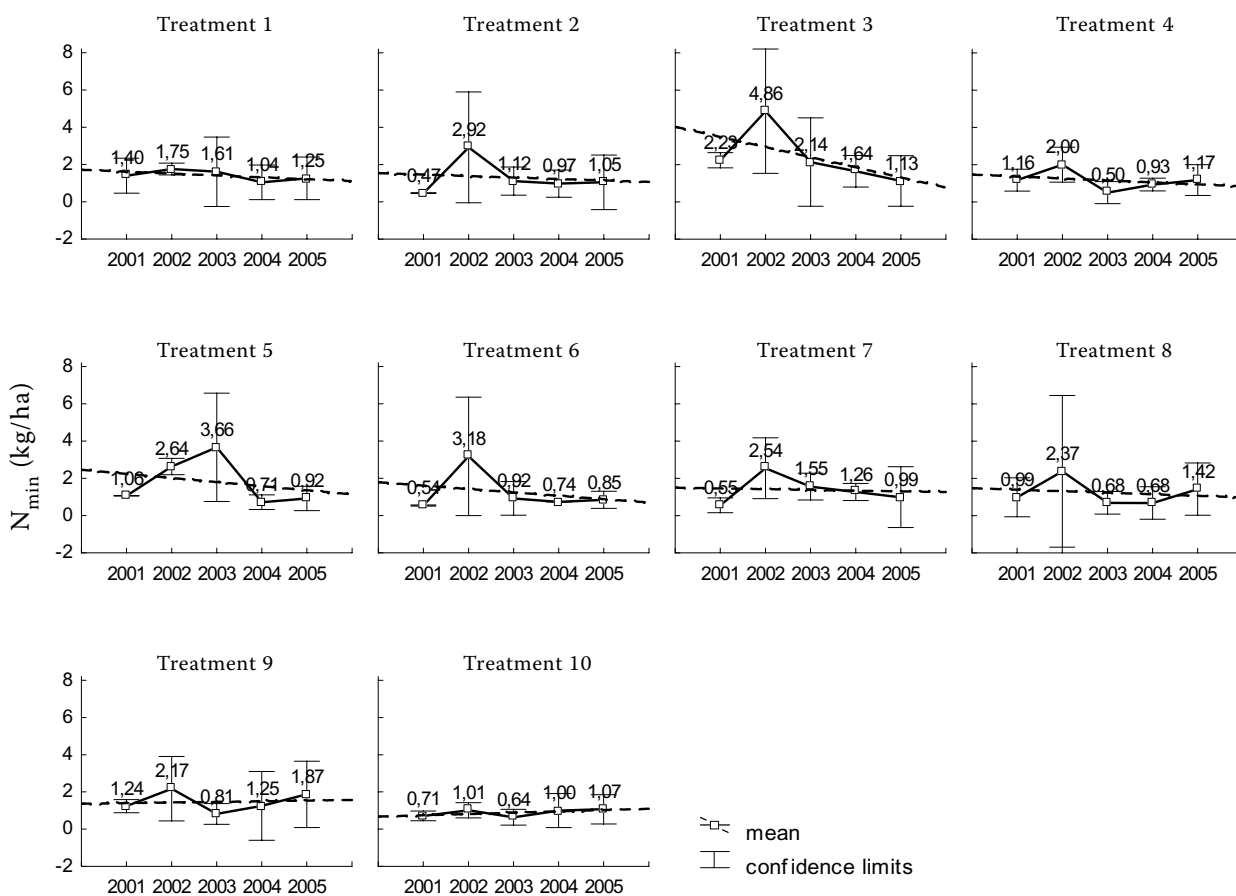 Treatment 1 Treatment 2 Treatment 3 Treatment 4
8
6
4
2
0
-2
1,40 1,75 1,61 1,04 1,25
0,47 2,92 1,12 0,97 1,05
2,23 4,86 2,14 1,64 1,13
1,16 2,00 0,50 0,93 1,17
2001 2002 2003 2004 2005 2001 2002 2003 2004 2005 2001 2002 2003 2004 2005 2001 2002 2003 2004 2005
Nmin (kg/ha)
Treatment 5 Treatment 6 Treatment 7 Treatment 8
8
6
4
2
0
-2
1,06 2,64 3,66 0,71 0,92
0,54 3,18 0,92 0,74 0,85
0,55 2,54 1,55 1,26 0,99
0,99 2,37 0,68 0,68 1,42
2001 2002 2003 2004 2005 2001 2002 2003 2004 2005 2001 2002 2003 2004 2005 2001 2002 2003 2004 2005
Treatment 9 Treatment 10
8
6
4
2
0
-2
1,24 2,17 0,81 1,25 1,87
0,71 1,01 0,64 1,00 1,07
2001 2002 2003 2004 2005 2001 2002 2003 2004 2005
mean
confidence limits